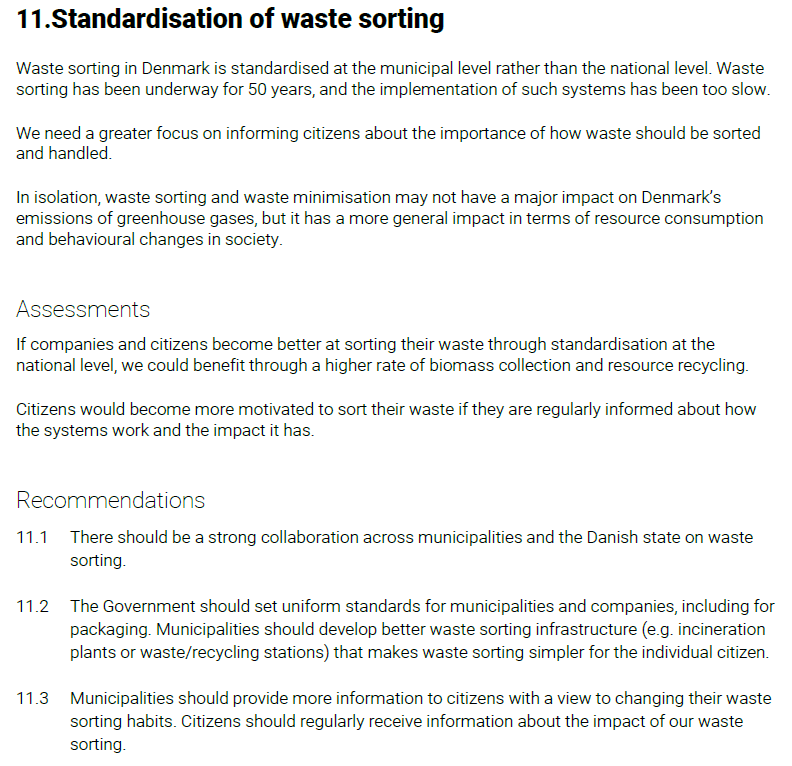 11.Standardisation of waste sorting
Waste sorting in Denmark is standardised at the municipal level rather than the national level. Waste
sorting has been underway for 50 years, and the implementation of such systems has been too slow.
We need a greater focus on informing citizens about the importance of how waste should be sorted
and handled.
In isolation, waste sorting and waste minimisation may not have a major impact on Denmark's
emissions of greenhouse gases, but it has a more general impact in terms of resource consumption
and behavioural changes in society.
Assessments
If companies and citizens become better at sorting their waste through standardisation at the
national level, we could benefit through a higher rate of biomass collection and resource recycling.
Citizens would become more motivated to sort their waste if they are regularly informed about how
the systems work and the impact it has.
Recommendations
11.1 There should be a strong collaboration across municipalities and the Danish state on waste
sorting.
11.2 The Government should set uniform standards for municipalities and companies, including for
packaging. Municipalities should develop better waste sorting infrastructure (e.g. incineration
plants or waste/recycling stations) that makes waste sorting simpler for the individual citizen.
11.3 Municipalities should provide more information to citizens with a view to changing their waste
sorting habits. Citizens should regularly receive information about the impact of our waste
sorting.